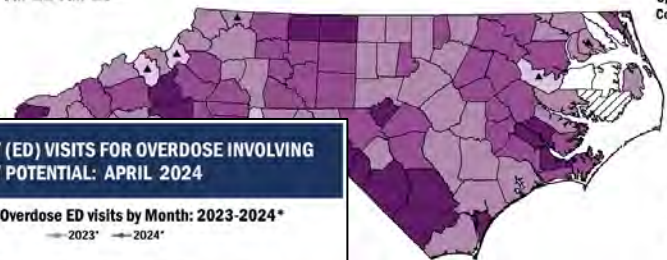 (ED) VISITS FOR OVERDOSE INVOLVING
POTENTIAL: APRIL 2024
Overdose ED visits by Month: 2023-2024*
2023* 2024*